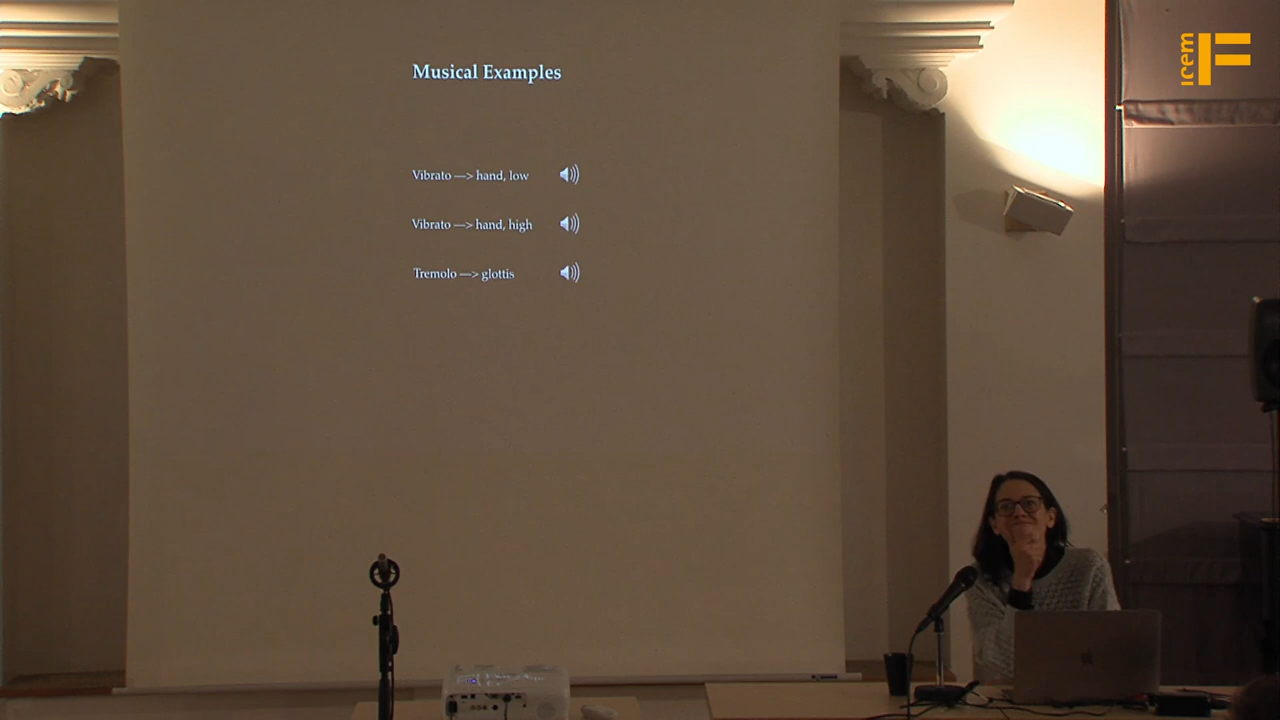 Musical Examples
Vibrato —> hand, low
Vibrato —> hand, high
Tremolo —> glottis
icem
F